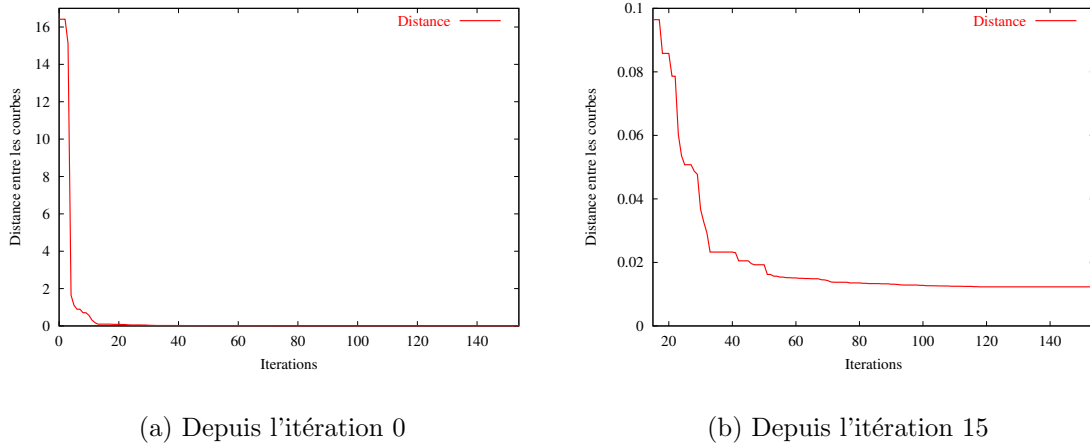 Distance entre les courbes
16
14
12
10
8
6
4
2
0
Distance
0 20 40 60 80 100 120 140
Iterations
(a) Depuis l'itération 0
Distance entre les courbes
0.1
0.08
0.06
0.04
0.02
0
Distance
20 40 60 80 100 120 140
Iterations
(b) Depuis l'itération 15